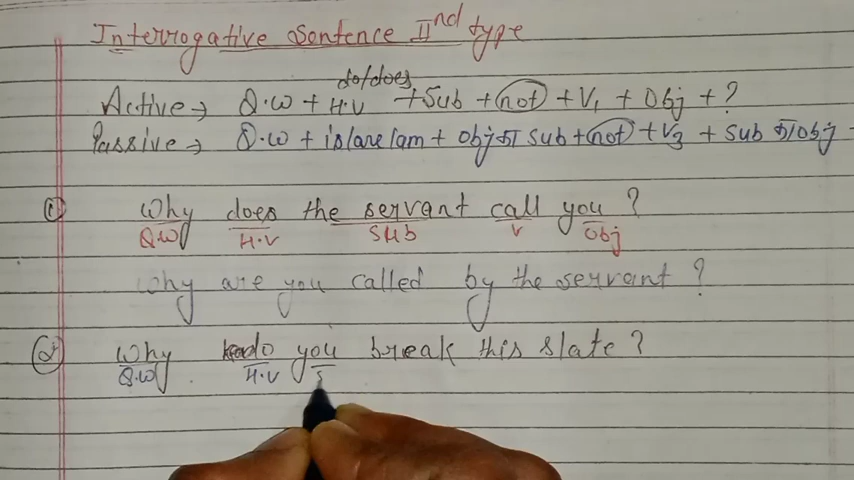 Interrogative Sentence IInd type
do/does
Active → Q.W + H.V + Sub + not + V1 + Obj + ?
Passive → Q.W + is/are/am + Obj का Sub + not + V3 + Sub का Obj
① Why does the servant call you ?
Q.W H.V Sub V Obj
Why are you called by the servant ?
② Why do you break this slate ?
Q.W. H.V S